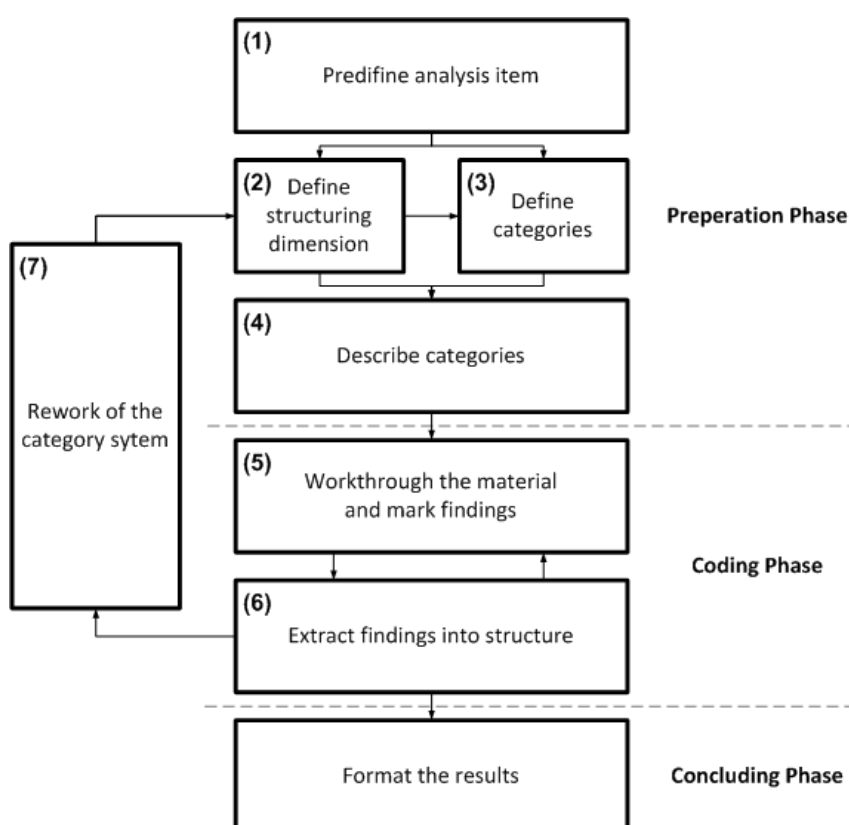 (1)
Predifine analysis item
(2)
Define
structuring
dimension
(3)
Define
categories
Preperation Phase
(4)
Describe categories
(7)
Rework of the
category sytem
(5)
Workthrough the material
and mark findings
Coding Phase
(6)
Extract findings into structure
Format the results
Concluding Phase